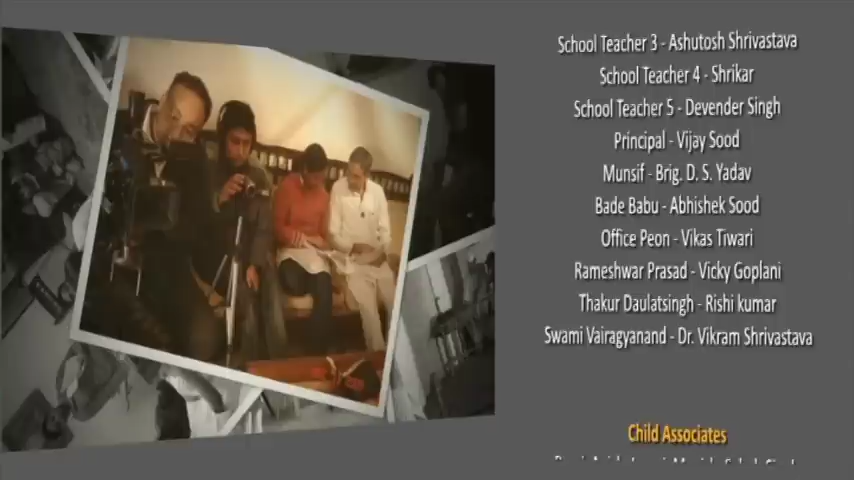 School Teacher 3 - Ashutosh Shrivastava
School Teacher 4 - Shrikar
School Teacher 5 - Devender Singh
Principal - Vijay Sood
Munsif - Brig. D. S. Yadav
Bade Babu - Abhishek Sood
Office Peon - Vikas Tiwari
Rameshwar Prasad - Vicky Goplani
Thakur Daulatsingh - Rishi kumar
Swami Vairagyanand - Dr. Vikram Shrivastava
Child Associates